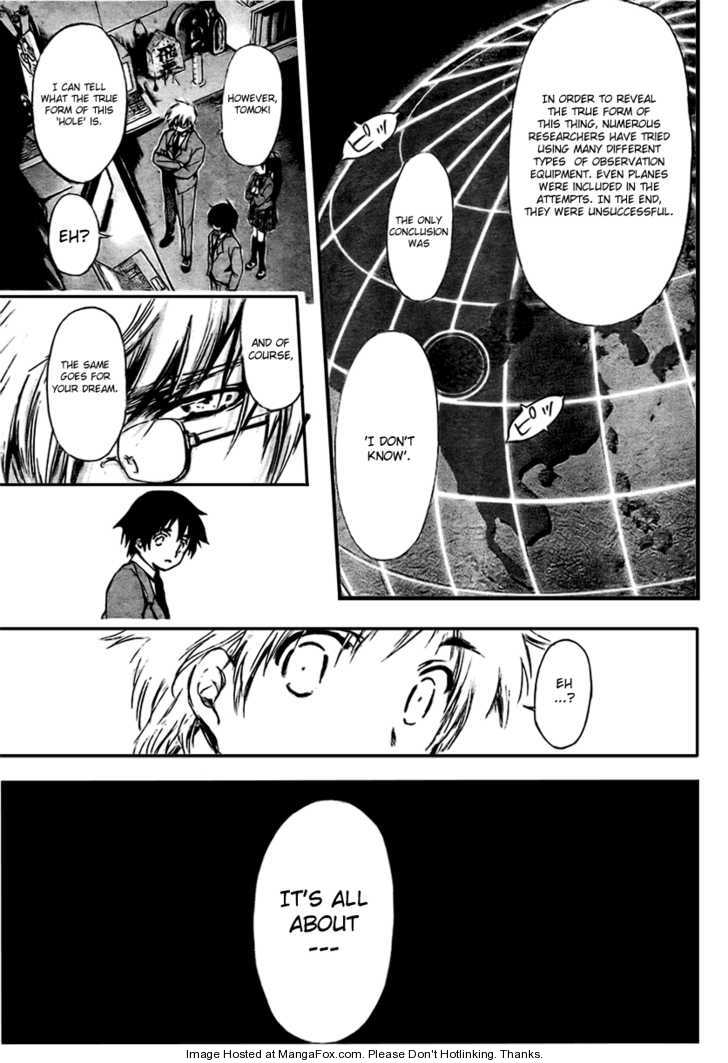 IN ORDER TO REVEAL
THE TRUE FORM OF
THIS THING, NUMEROUS
RESEARCHERS HAVE TRIED
USING MANY DIFFERENT
TYPES OF OBSERVATION
EQUIPMENT. EVEN PLANES
WERE INCLUDED IN THE
ATTEMPTS. IN THE END,
THEY WERE UNSUCCESSFUL.
THE ONLY
CONCLUSION
WAS
'I DON'T
KNOW'.
HOWEVER,
TOMOKI
I CAN TELL
WHAT THE TRUE
FORM OF THIS
'HOLE' IS.
EH?
AND OF
COURSE,
THE SAME
GOES FOR
YOUR DREAM.
EH
...?
IT'S ALL
ABOUT
---
Image Hosted at MangaFox.com. Please Don't Hotlinking. Thanks.